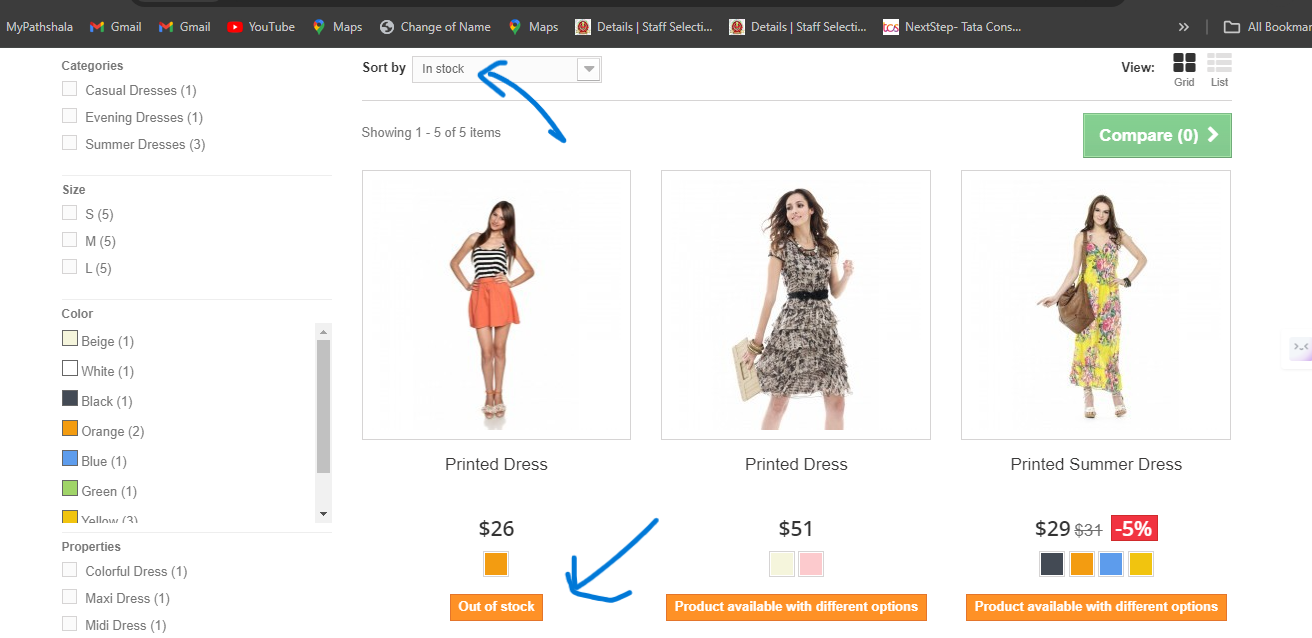 MyPathshala Gmail Gmail YouTube Maps Change of Name Maps Details | Staff Selecti... Details | Staff Selecti... tcs NextStep- Tata Cons... » All Bookmar
Categories
Casual Dresses (1)
Evening Dresses (1)
Summer Dresses (3)
Size
S (5)
M (5)
L (5)
Color
Beige (1)
White (1)
Black (1)
Orange (2)
Blue (1)
Green (1)
Yellow (3)
Properties
Colorful Dress (1)
Maxi Dress (1)
Midi Dress (1)
Sort by In stock View: Grid List
Showing 1 - 5 of 5 items Compare (0)
Printed Dress Printed Dress Printed Summer Dress
$26 $51 $29 $31 -5%
Out of stock Product available with different options Product available with different options